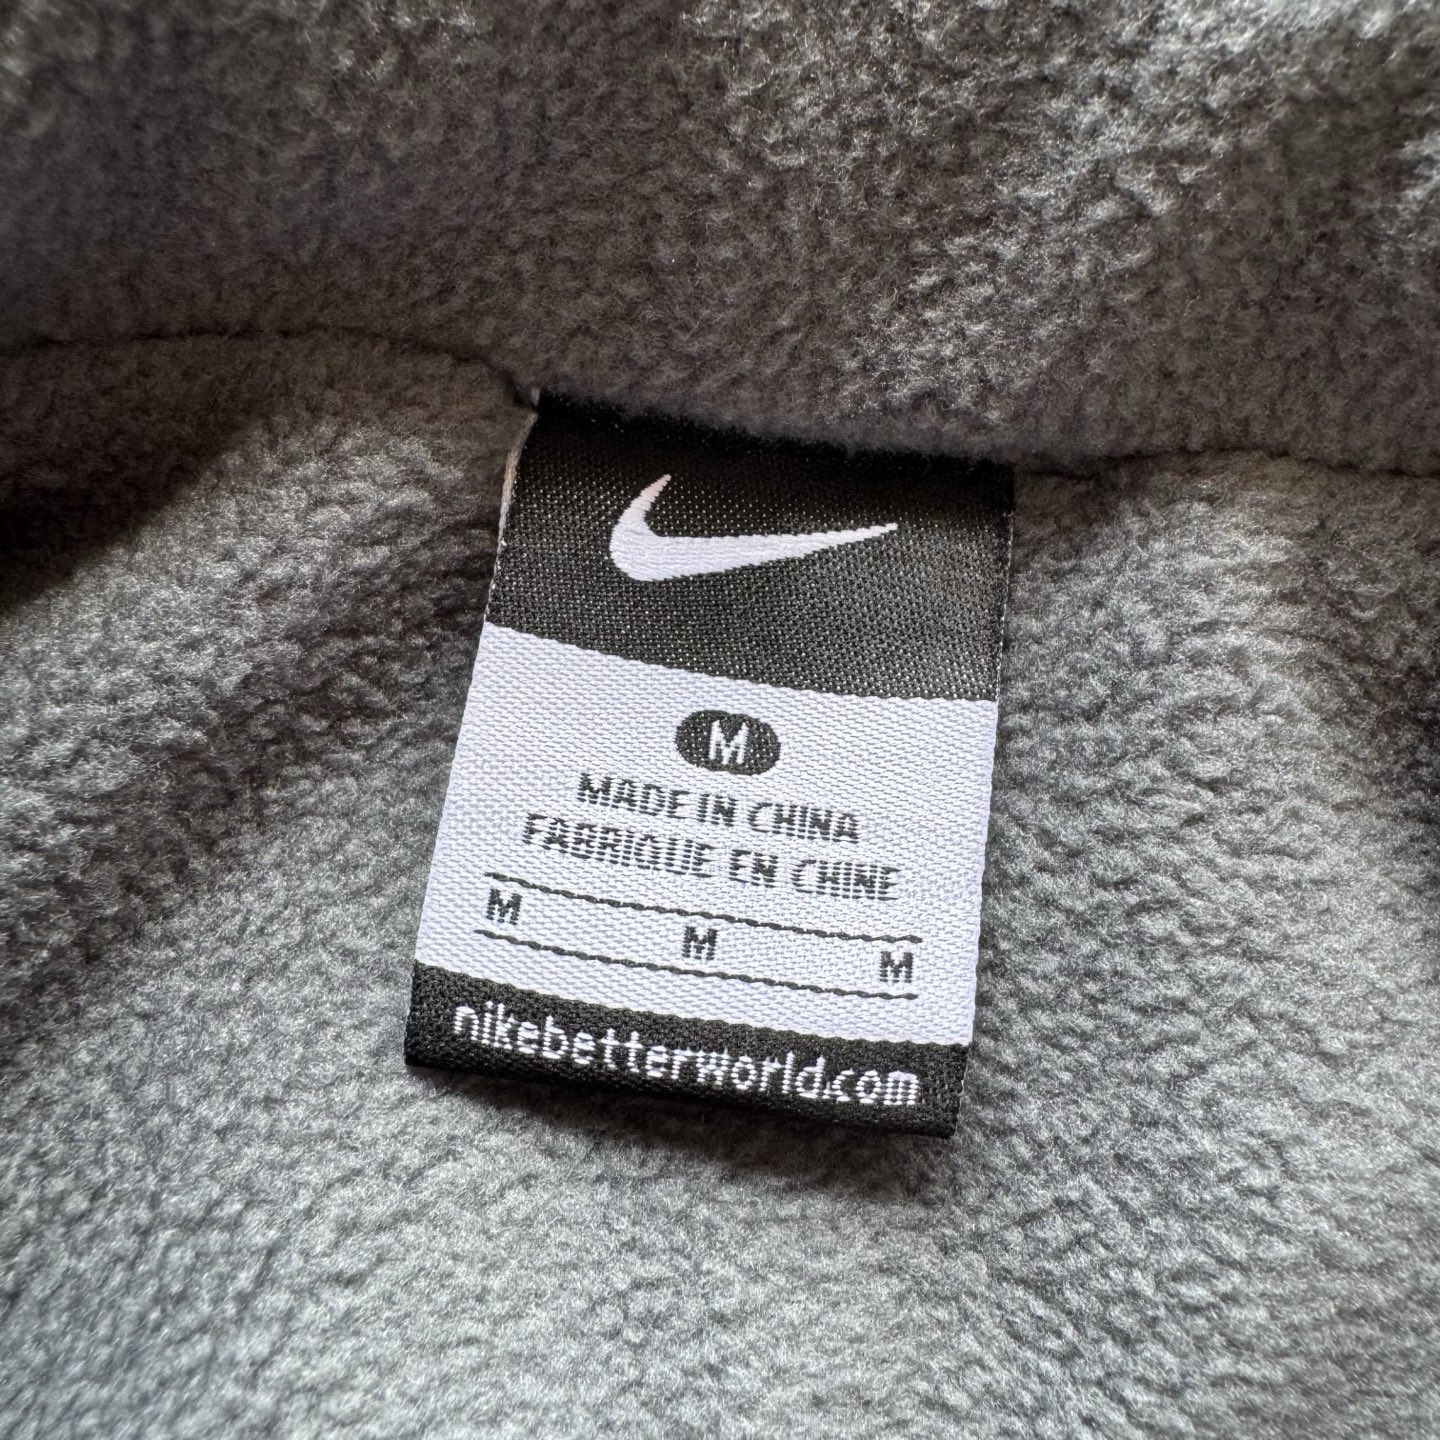 M
MADE IN CHINA
FABRIQUE EN CHINE
M M M
nikebetterworld.com